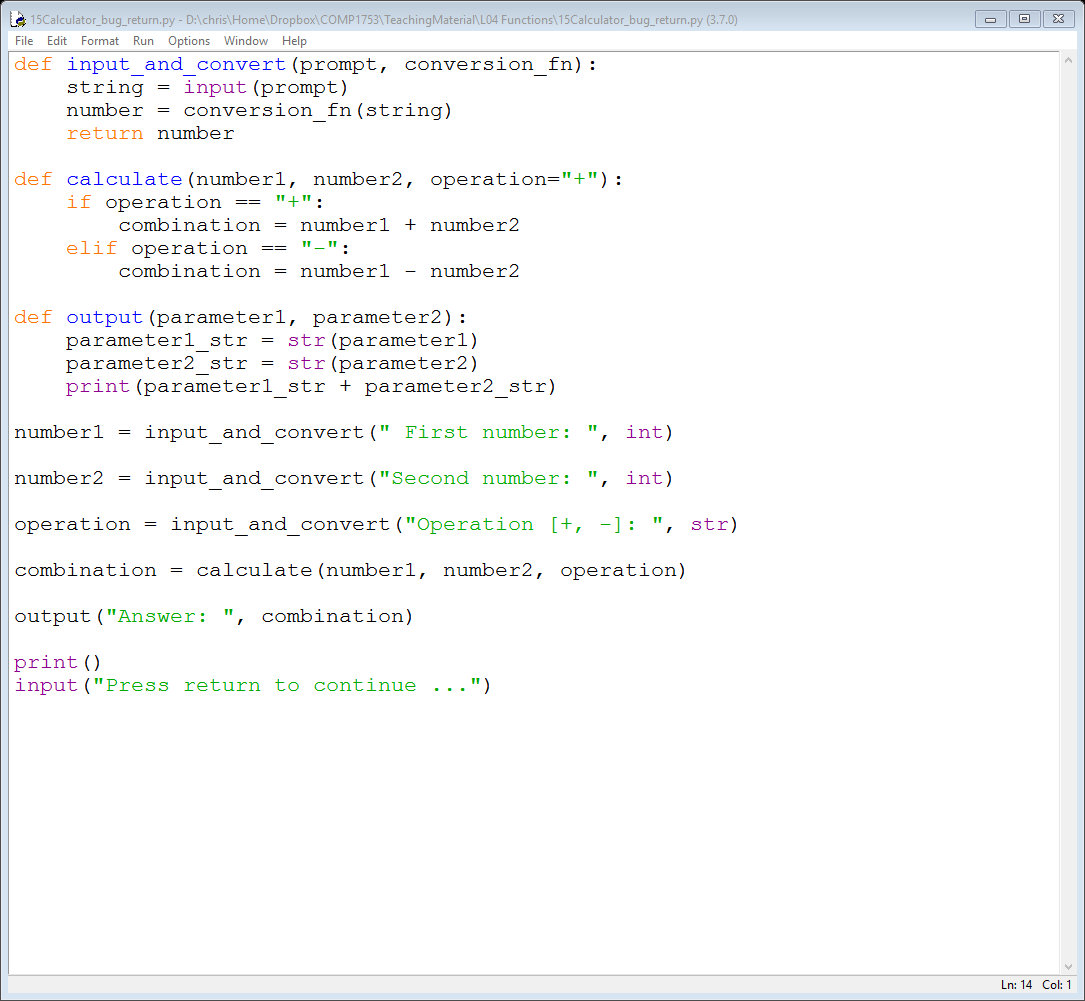 15Calculator_bug_return.py - D:\chris\Home\Dropbox\COMP1753\TeachingMaterial\L04 Functions\15Calculator_bug_return.py (3.7.0)
File Edit Format Run Options Window Help
def input_and_convert(prompt, conversion_fn):
    string = input(prompt)
    number = conversion_fn(string)
    return number

def calculate(number1, number2, operation="+"):
    if operation == "+":
        combination = number1 + number2
    elif operation == "-":
        combination = number1 - number2

def output(parameter1, parameter2):
    parameter1_str = str(parameter1)
    parameter2_str = str(parameter2)
    print(parameter1_str + parameter2_str)

number1 = input_and_convert(" First number: ", int)

number2 = input_and_convert("Second number: ", int)

operation = input_and_convert("Operation [+, -]: ", str)

combination = calculate(number1, number2, operation)

output("Answer: ", combination)

print()
input("Press return to continue ...")
Ln: 14 Col: 1